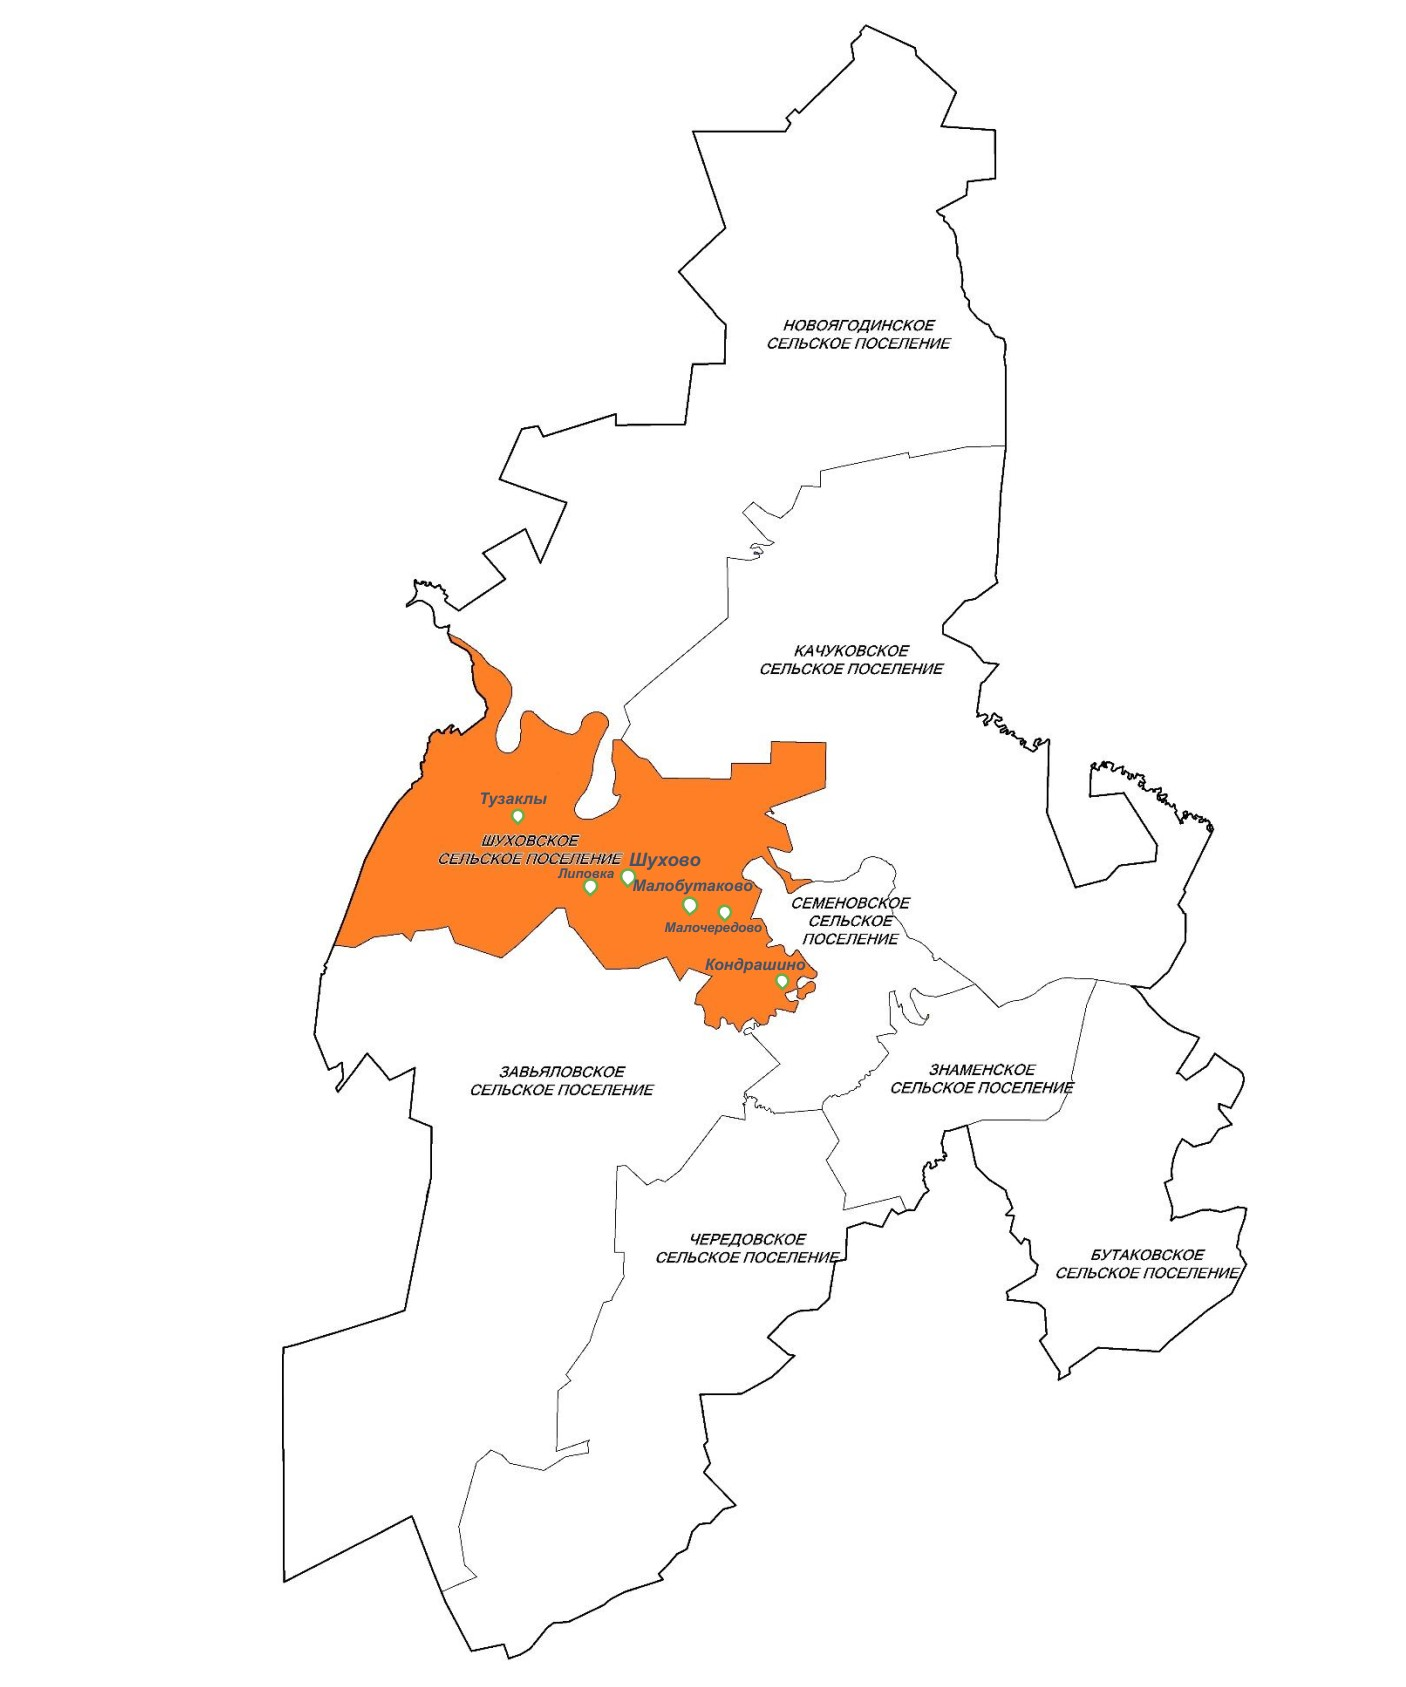 НОВОЯГОДИНСКОЕ
СЕЛЬСКОЕ ПОСЕЛЕНИЕ
КАЧУКОВСКОЕ
СЕЛЬСКОЕ ПОСЕЛЕНИЕ
Тузаклы
ШУХОВСКОЕ
СЕЛЬСКОЕ ПОСЕЛЕНИЕ
Шухово
Липовка
Малобутаково
Малочередово
СЕМЕНОВСКОЕ
СЕЛЬСКОЕ
ПОСЕЛЕНИЕ
Кондрашино
ЗАВЬЯЛОВСКОЕ
СЕЛЬСКОЕ ПОСЕЛЕНИЕ
ЗНАМЕНСКОЕ
СЕЛЬСКОЕ ПОСЕЛЕНИЕ
ЧЕРЕДОВСКОЕ
СЕЛЬСКОЕ ПОСЕЛЕНИЕ
БУТАКОВСКОЕ
СЕЛЬСКОЕ ПОСЕЛЕНИЕ